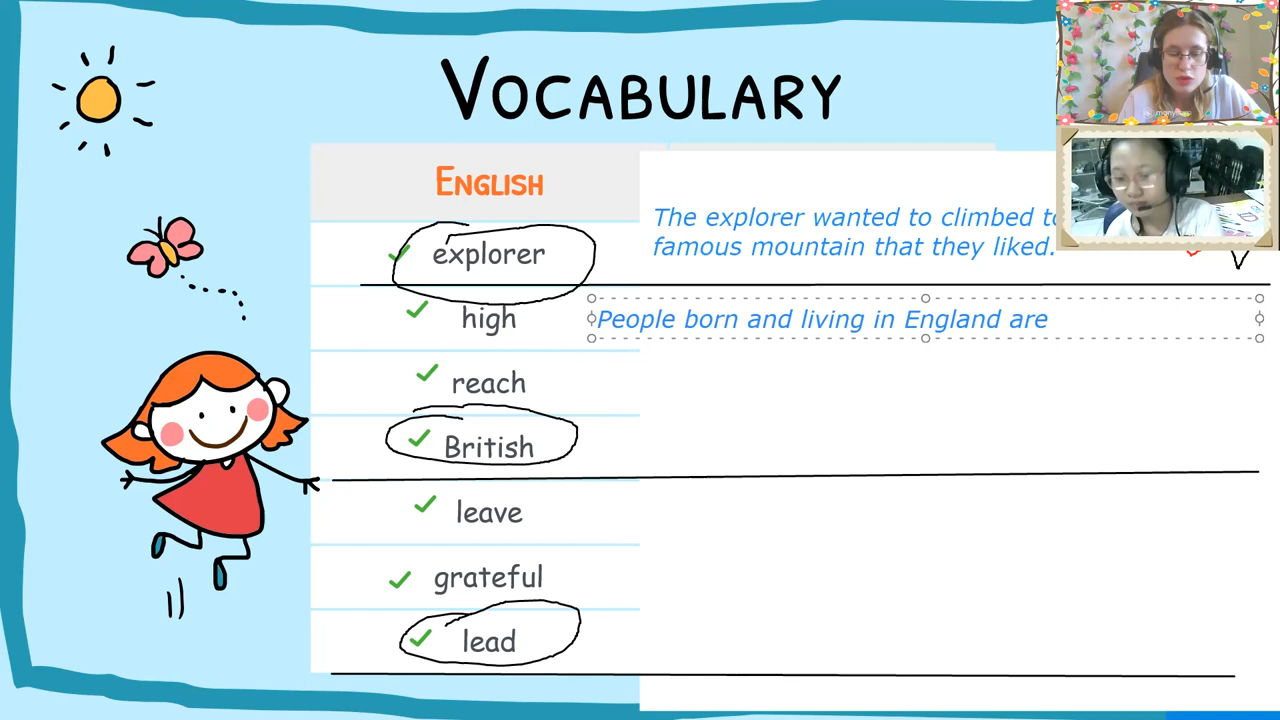 VOCABULARY
ENGLISH
explorer
The explorer wanted to climbed
famous mountain that they liked.
high
People born and living in England are
reach
British
leave
grateful
lead